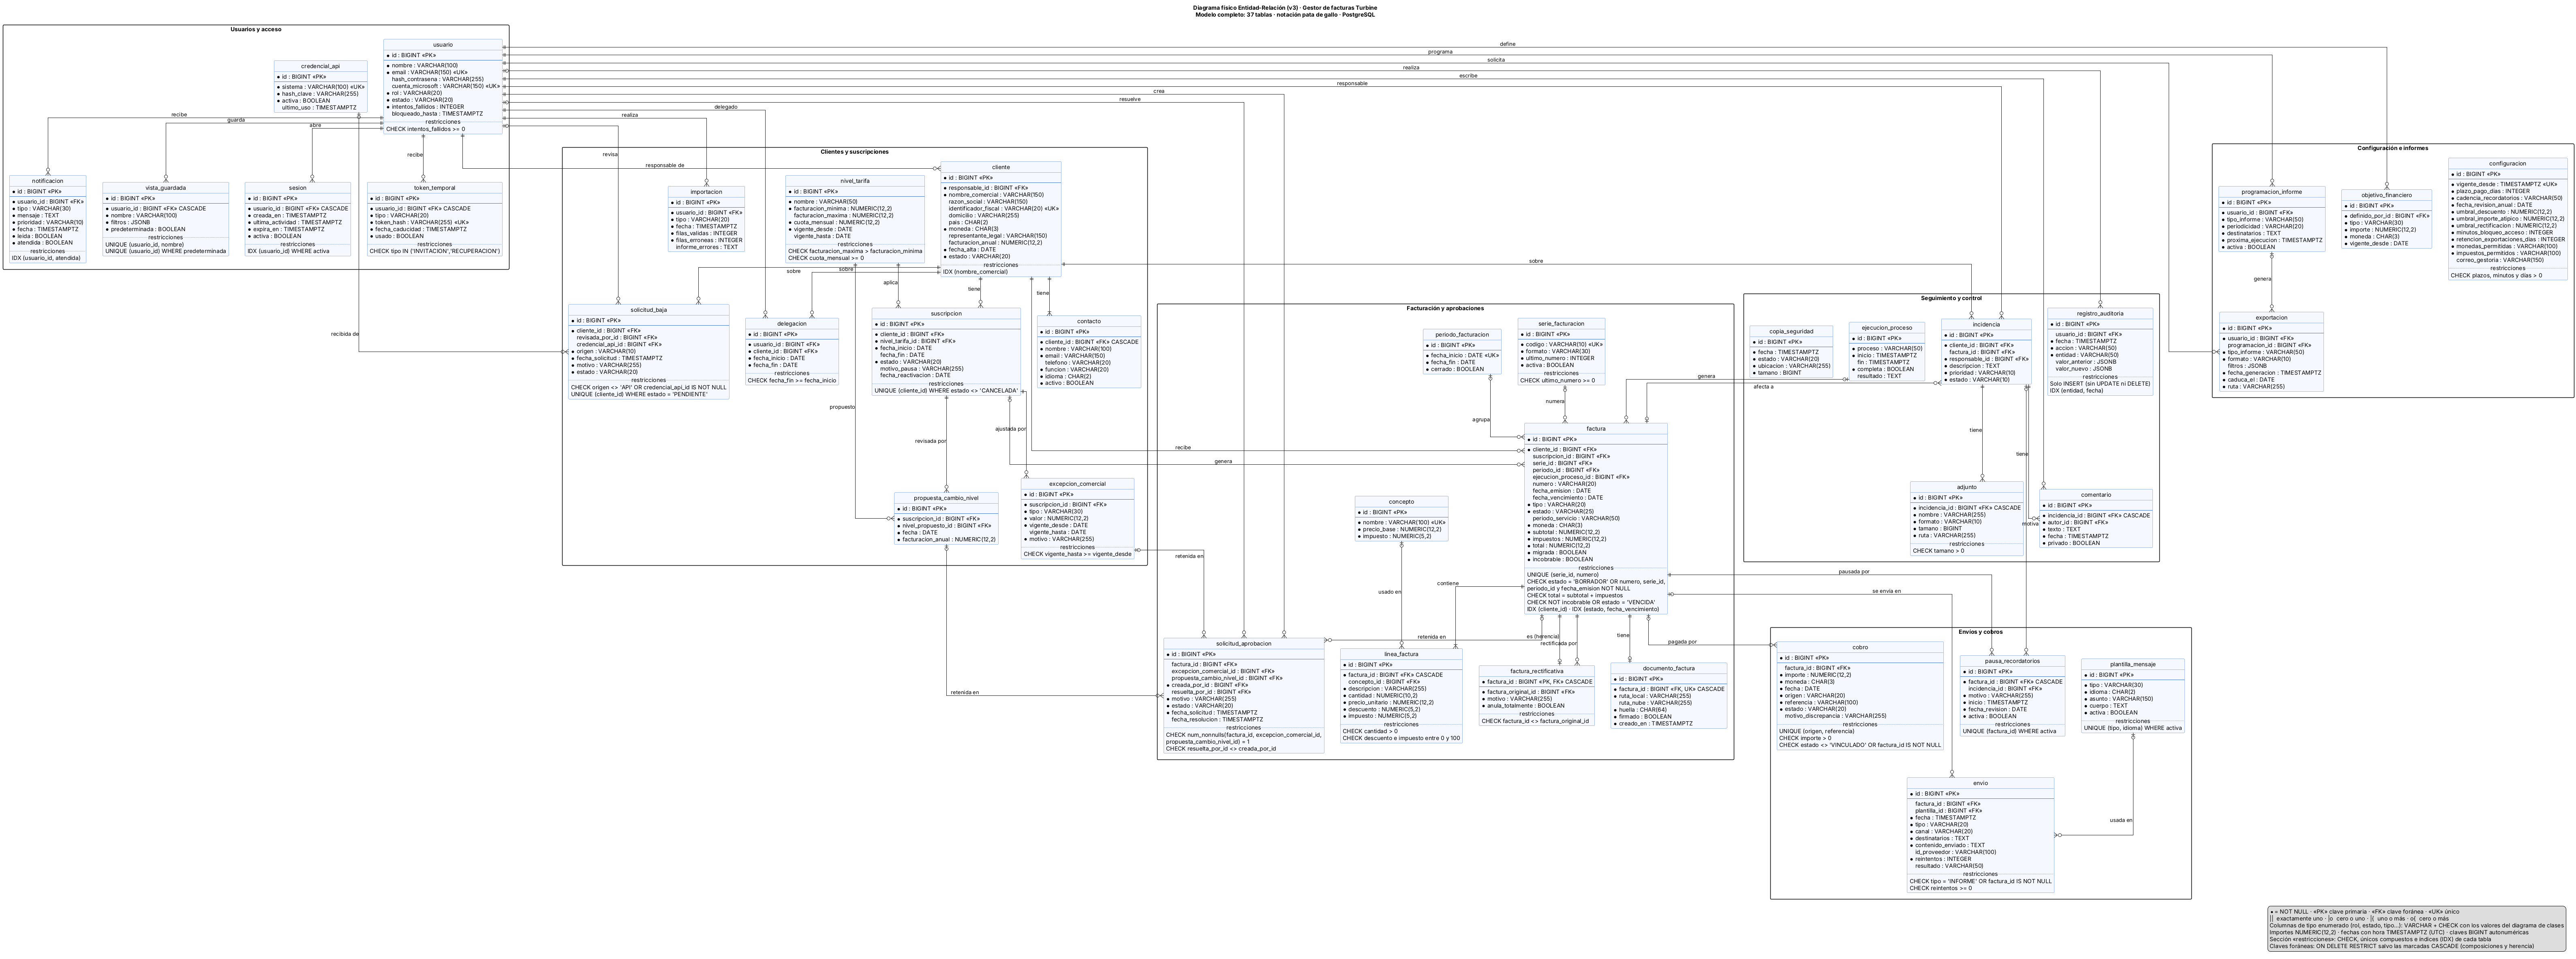 Diagrama físico Entidad-Relación (v3) · Gestor de facturas Turbine
Modelo completo: 37 tablas · notación pata de gallo · PostgreSQL
Usuarios y acceso
usuario
• id : BIGINT «PK»
• nombre : VARCHAR(100)
• email : VARCHAR(150) «UK»
hash_contrasena : VARCHAR(255)
cuenta_microsoft : VARCHAR(150) «UK»
• rol : VARCHAR(20)
• estado : VARCHAR(20)
• intentos_fallidos : INTEGER
bloqueado_hasta : TIMESTAMPTZ
restricciones
CHECK intentos_fallidos >= 0
credencial_api
• id : BIGINT «PK»
• sistema : VARCHAR(100) «UK»
• hash_clave : VARCHAR(255)
• activa : BOOLEAN
ultimo_uso : TIMESTAMPTZ
recibe
guarda
abre
recibe
notificacion
• id : BIGINT «PK»
• usuario_id : BIGINT «FK»
• tipo : VARCHAR(30)
• mensaje : TEXT
• prioridad : VARCHAR(10)
• fecha : TIMESTAMPTZ
• leida : BOOLEAN
• atendida : BOOLEAN
restricciones
IDX (usuario_id, atendida)
vista_guardada
• id : BIGINT «PK»
• usuario_id : BIGINT «FK» CASCADE
• nombre : VARCHAR(100)
• filtros : JSONB
• predeterminada : BOOLEAN
restricciones
UNIQUE (usuario_id, nombre)
UNIQUE (usuario_id) WHERE predeterminada
sesion
• id : BIGINT «PK»
• usuario_id : BIGINT «FK» CASCADE
• creada_en : TIMESTAMPTZ
• ultima_actividad : TIMESTAMPTZ
• expira_en : TIMESTAMPTZ
• activa : BOOLEAN
restricciones
IDX (usuario_id) WHERE activa
token_temporal
• id : BIGINT «PK»
• usuario_id : BIGINT «FK» CASCADE
• tipo : VARCHAR(20)
• token_hash : VARCHAR(255) «UK»
• fecha_caducidad : TIMESTAMPTZ
• usado : BOOLEAN
restricciones
CHECK tipo IN ('INVITACION','RECUPERACION')
define
programa
solicita
realiza
escribe
responsable
crea
resuelve
delegado
realiza
revisa
responsable de
recibida de
Clientes y suscripciones
importacion
• id : BIGINT «PK»
• usuario_id : BIGINT «FK»
• tipo : VARCHAR(20)
• fecha : TIMESTAMPTZ
• filas_validas : INTEGER
• filas_erroneas : INTEGER
informe_errores : TEXT
nivel_tarifa
• id : BIGINT «PK»
• nombre : VARCHAR(50)
• facturacion_minima : NUMERIC(12,2)
facturacion_maxima : NUMERIC(12,2)
• cuota_mensual : NUMERIC(12,2)
• vigente_desde : DATE
vigente_hasta : DATE
restricciones
CHECK facturacion_maxima > facturacion_minima
CHECK cuota_mensual >= 0
cliente
• id : BIGINT «PK»
• responsable_id : BIGINT «FK»
• nombre_comercial : VARCHAR(150)
razon_social : VARCHAR(150)
identificador_fiscal : VARCHAR(20) «UK»
domicilio : VARCHAR(255)
pais : CHAR(2)
• moneda : CHAR(3)
representante_legal : VARCHAR(150)
facturacion_anual : NUMERIC(12,2)
• fecha_alta : DATE
• estado : VARCHAR(20)
restricciones
IDX (nombre_comercial)
sobre
sobre
aplica
tiene
tiene
sobre
solicitud_baja
• id : BIGINT «PK»
• cliente_id : BIGINT «FK»
revisada_por_id : BIGINT «FK»
credencial_api_id : BIGINT «FK»
• origen : VARCHAR(10)
• fecha_solicitud : TIMESTAMPTZ
• motivo : VARCHAR(255)
• estado : VARCHAR(20)
restricciones
CHECK origen <> 'API' OR credencial_api_id IS NOT NULL
UNIQUE (cliente_id) WHERE estado = 'PENDIENTE'
delegacion
• id : BIGINT «PK»
• usuario_id : BIGINT «FK»
• cliente_id : BIGINT «FK»
• fecha_inicio : DATE
• fecha_fin : DATE
restricciones
CHECK fecha_fin >= fecha_inicio
suscripcion
• id : BIGINT «PK»
• cliente_id : BIGINT «FK»
• nivel_tarifa_id : BIGINT «FK»
• fecha_inicio : DATE
fecha_fin : DATE
• estado : VARCHAR(20)
motivo_pausa : VARCHAR(255)
fecha_reactivacion : DATE
restricciones
UNIQUE (cliente_id) WHERE estado <> 'CANCELADA'
contacto
• id : BIGINT «PK»
• cliente_id : BIGINT «FK» CASCADE
• nombre : VARCHAR(100)
• email : VARCHAR(150)
telefono : VARCHAR(20)
• funcion : VARCHAR(20)
• idioma : CHAR(2)
• activo : BOOLEAN
propuesto
revisada por
ajustada por
propuesta_cambio_nivel
• id : BIGINT «PK»
• suscripcion_id : BIGINT «FK»
• nivel_propuesto_id : BIGINT «FK»
• fecha : DATE
• facturacion_anual : NUMERIC(12,2)
excepcion_comercial
• id : BIGINT «PK»
• suscripcion_id : BIGINT «FK»
• tipo : VARCHAR(30)
• valor : NUMERIC(12,2)
• vigente_desde : DATE
vigente_hasta : DATE
• motivo : VARCHAR(255)
restricciones
CHECK vigente_hasta >= vigente_desde
recibe
genera
retenida en
retenida en
Facturación y aprobaciones
periodo_facturacion
• id : BIGINT «PK»
• fecha_inicio : DATE «UK»
• fecha_fin : DATE
• cerrado : BOOLEAN
serie_facturacion
• id : BIGINT «PK»
• codigo : VARCHAR(10) «UK»
• formato : VARCHAR(30)
• ultimo_numero : INTEGER
• activa : BOOLEAN
restricciones
CHECK ultimo_numero >= 0
numera
agrupa
genera
afecta a
factura
• id : BIGINT «PK»
• cliente_id : BIGINT «FK»
suscripcion_id : BIGINT «FK»
serie_id : BIGINT «FK»
periodo_id : BIGINT «FK»
ejecucion_proceso_id : BIGINT «FK»
numero : VARCHAR(20)
fecha_emision : DATE
fecha_vencimiento : DATE
• tipo : VARCHAR(20)
• estado : VARCHAR(25)
periodo_servicio : VARCHAR(50)
• moneda : CHAR(3)
• subtotal : NUMERIC(12,2)
• impuestos : NUMERIC(12,2)
• total : NUMERIC(12,2)
• migrada : BOOLEAN
• incobrable : BOOLEAN
restricciones
UNIQUE (serie_id, numero)
CHECK estado = 'BORRADOR' OR numero, serie_id,
periodo_id y fecha_emision NOT NULL
CHECK total = subtotal + impuestos
CHECK NOT incobrable OR estado = 'VENCIDA'
IDX (cliente_id) · IDX (estado, fecha_vencimiento)
concepto
• id : BIGINT «PK»
• nombre : VARCHAR(100) «UK»
• precio_base : NUMERIC(12,2)
• impuesto : NUMERIC(5,2)
usado en
contiene
retenida en
es (herencia)
rectificada por
tiene
pagada por
pausada por
se envía en
solicitud_aprobacion
• id : BIGINT «PK»
factura_id : BIGINT «FK»
excepcion_comercial_id : BIGINT «FK»
propuesta_cambio_nivel_id : BIGINT «FK»
• creada_por_id : BIGINT «FK»
resuelta_por_id : BIGINT «FK»
• motivo : VARCHAR(255)
• estado : VARCHAR(20)
• fecha_solicitud : TIMESTAMPTZ
fecha_resolucion : TIMESTAMPTZ
restricciones
CHECK num_nonnulls(factura_id, excepcion_comercial_id,
propuesta_cambio_nivel_id) = 1
CHECK resuelta_por_id <> creada_por_id
linea_factura
• id : BIGINT «PK»
• factura_id : BIGINT «FK» CASCADE
concepto_id : BIGINT «FK»
• descripcion : VARCHAR(255)
• cantidad : NUMERIC(10,2)
• precio_unitario : NUMERIC(12,2)
• descuento : NUMERIC(5,2)
• impuesto : NUMERIC(5,2)
restricciones
CHECK cantidad > 0
CHECK descuento e impuesto entre 0 y 100
factura_rectificativa
• factura_id : BIGINT «PK, FK» CASCADE
• factura_original_id : BIGINT «FK»
• motivo : VARCHAR(255)
• anula_totalmente : BOOLEAN
restricciones
CHECK factura_id <> factura_original_id
documento_factura
• id : BIGINT «PK»
• factura_id : BIGINT «FK, UK» CASCADE
• ruta_local : VARCHAR(255)
ruta_nube : VARCHAR(255)
• huella : CHAR(64)
• firmado : BOOLEAN
• creado_en : TIMESTAMPTZ
Seguimiento y control
copia_seguridad
• id : BIGINT «PK»
• fecha : TIMESTAMPTZ
• estado : VARCHAR(20)
• ubicacion : VARCHAR(255)
• tamano : BIGINT
ejecucion_proceso
• id : BIGINT «PK»
• proceso : VARCHAR(50)
• inicio : TIMESTAMPTZ
fin : TIMESTAMPTZ
• completa : BOOLEAN
resultado : TEXT
incidencia
• id : BIGINT «PK»
• cliente_id : BIGINT «FK»
factura_id : BIGINT «FK»
• responsable_id : BIGINT «FK»
• descripcion : TEXT
• prioridad : VARCHAR(10)
• estado : VARCHAR(10)
registro_auditoria
• id : BIGINT «PK»
usuario_id : BIGINT «FK»
• fecha : TIMESTAMPTZ
• accion : VARCHAR(50)
• entidad : VARCHAR(50)
valor_anterior : JSONB
valor_nuevo : JSONB
restricciones
Solo INSERT (sin UPDATE ni DELETE)
IDX (entidad, fecha)
tiene
tiene
motiva
adjunto
• id : BIGINT «PK»
• incidencia_id : BIGINT «FK» CASCADE
• nombre : VARCHAR(255)
• formato : VARCHAR(10)
• tamano : BIGINT
• ruta : VARCHAR(255)
restricciones
CHECK tamano > 0
comentario
• id : BIGINT «PK»
• incidencia_id : BIGINT «FK» CASCADE
• autor_id : BIGINT «FK»
• texto : TEXT
• fecha : TIMESTAMPTZ
• privado : BOOLEAN
Configuración e informes
programacion_informe
• id : BIGINT «PK»
• usuario_id : BIGINT «FK»
• tipo_informe : VARCHAR(50)
• periodicidad : VARCHAR(20)
• destinatarios : TEXT
• proxima_ejecucion : TIMESTAMPTZ
• activa : BOOLEAN
objetivo_financiero
• id : BIGINT «PK»
• definido_por_id : BIGINT «FK»
• tipo : VARCHAR(30)
• importe : NUMERIC(12,2)
• moneda : CHAR(3)
• vigente_desde : DATE
configuracion
• id : BIGINT «PK»
• vigente_desde : TIMESTAMPTZ «UK»
• plazo_pago_dias : INTEGER
• cadencia_recordatorios : VARCHAR(50)
• fecha_revision_anual : DATE
• umbral_descuento : NUMERIC(12,2)
• umbral_importe_atipico : NUMERIC(12,2)
• umbral_rectificacion : NUMERIC(12,2)
• minutos_bloqueo_acceso : INTEGER
• retencion_exportaciones_dias : INTEGER
• monedas_permitidas : VARCHAR(100)
• impuestos_permitidos : VARCHAR(100)
correo_gestoria : VARCHAR(150)
restricciones
CHECK plazos, minutos y dias > 0
genera
exportacion
• id : BIGINT «PK»
• usuario_id : BIGINT «FK»
programacion_id : BIGINT «FK»
• tipo_informe : VARCHAR(50)
• formato : VARCHAR(10)
filtros : JSONB
• fecha_generacion : TIMESTAMPTZ
• caduca_el : DATE
• ruta : VARCHAR(255)
Envíos y cobros
cobro
• id : BIGINT «PK»
factura_id : BIGINT «FK»
• importe : NUMERIC(12,2)
• moneda : CHAR(3)
• fecha : DATE
• origen : VARCHAR(20)
• referencia : VARCHAR(100)
• estado : VARCHAR(20)
motivo_discrepancia : VARCHAR(255)
restricciones
UNIQUE (origen, referencia)
CHECK importe > 0
CHECK estado <> 'VINCULADO' OR factura_id IS NOT NULL
pausa_recordatorios
• id : BIGINT «PK»
• factura_id : BIGINT «FK» CASCADE
incidencia_id : BIGINT «FK»
• motivo : VARCHAR(255)
• inicio : TIMESTAMPTZ
• fecha_revision : DATE
• activa : BOOLEAN
restricciones
UNIQUE (factura_id) WHERE activa
plantilla_mensaje
• id : BIGINT «PK»
• tipo : VARCHAR(30)
• idioma : CHAR(2)
• asunto : VARCHAR(150)
• cuerpo : TEXT
• activa : BOOLEAN
restricciones
UNIQUE (tipo, idioma) WHERE activa
usada en
envio
• id : BIGINT «PK»
factura_id : BIGINT «FK»
plantilla_id : BIGINT «FK»
• fecha : TIMESTAMPTZ
• tipo : VARCHAR(20)
• canal : VARCHAR(20)
• destinatarios : TEXT
• contenido_enviado : TEXT
id_proveedor : VARCHAR(100)
• reintentos : INTEGER
resultado : VARCHAR(50)
restricciones
CHECK tipo = 'INFORME' OR factura_id IS NOT NULL
CHECK reintentos >= 0
• = NOT NULL · «PK» clave primaria · «FK» clave foránea · «UK» único
|| exactamente uno · |o cero o uno · |{ uno o más · o{ cero o más
Columnas de tipo enumerado (rol, estado, tipo...): VARCHAR + CHECK con los valores del diagrama de clases
Importes NUMERIC(12,2) · fechas con hora TIMESTAMPTZ (UTC) · claves BIGINT autonuméricas
Sección «restricciones»: CHECK, únicos compuestos e índices (IDX) de cada tabla
Claves foráneas: ON DELETE RESTRICT salvo las marcadas CASCADE (composiciones y herencia)